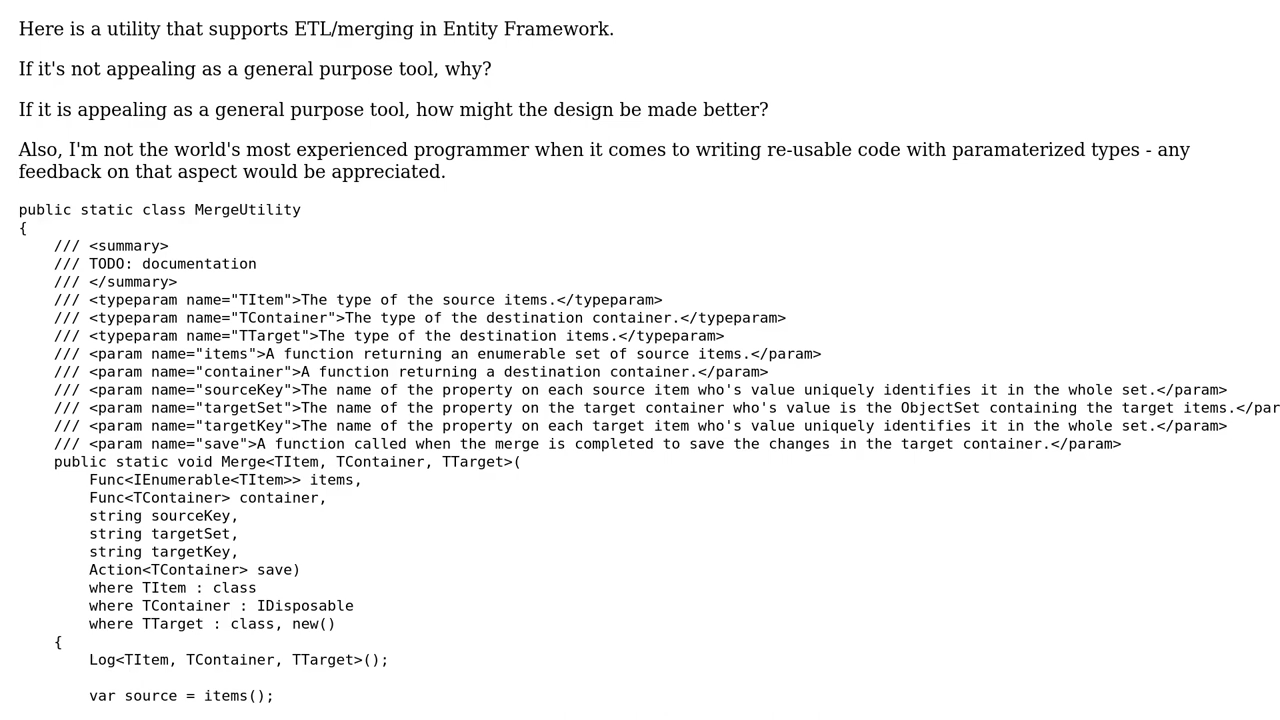 Here is a utility that supports ETL/merging in Entity Framework.
If it's not appealing as a general purpose tool, why?
If it is appealing as a general purpose tool, how might the design be made better?
Also, I'm not the world's most experienced programmer when it comes to writing re-usable code with paramaterized types - any
feedback on that aspect would be appreciated.
public static class MergeUtility
{
    /// <summary>
    /// TODO: documentation
    /// </summary>
    /// <typeparam name="TItem">The type of the source items.</typeparam>
    /// <typeparam name="TContainer">The type of the destination container.</typeparam>
    /// <typeparam name="TTarget">The type of the destination items.</typeparam>
    /// <param name="items">A function returning an enumerable set of source items.</param>
    /// <param name="container">A function returning a destination container.</param>
    /// <param name="sourceKey">The name of the property on each source item who's value uniquely identifies it in the whole set.</param>
    /// <param name="targetSet">The name of the property on the target container who's value is the ObjectSet containing the target items.</par
    /// <param name="targetKey">The name of the property on each target item who's value uniquely identifies it in the whole set.</param>
    /// <param name="save">A function called when the merge is completed to save the changes in the target container.</param>
    public static void Merge<TItem, TContainer, TTarget>(
        Func<IEnumerable<TItem>> items,
        Func<TContainer> container,
        string sourceKey,
        string targetSet,
        string targetKey,
        Action<TContainer> save)
        where TItem : class
        where TContainer : IDisposable
        where TTarget : class, new()
    {
        Log<TItem, TContainer, TTarget>();
        var source = items();